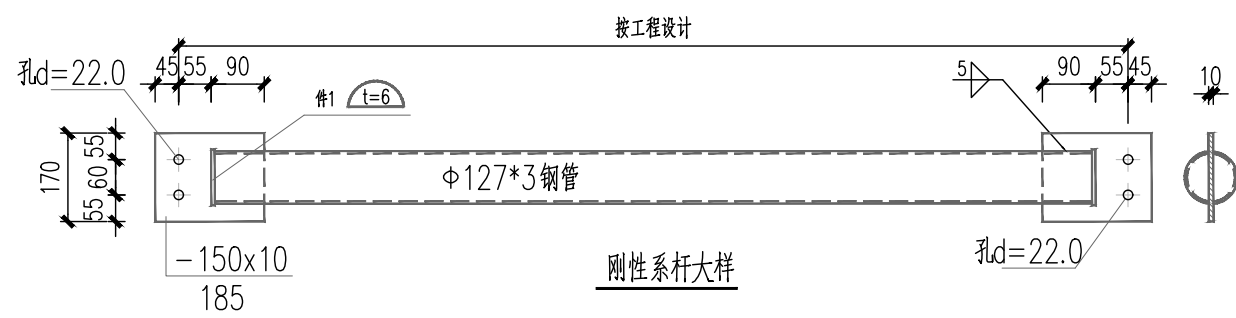 按工程设计
45 55 90
90 55 45
孔d=22.0
件1
t=6
5
10
170
55
60
55
Φ127*3钢管
-150x10
185
孔d=22.0
刚性系杆大样